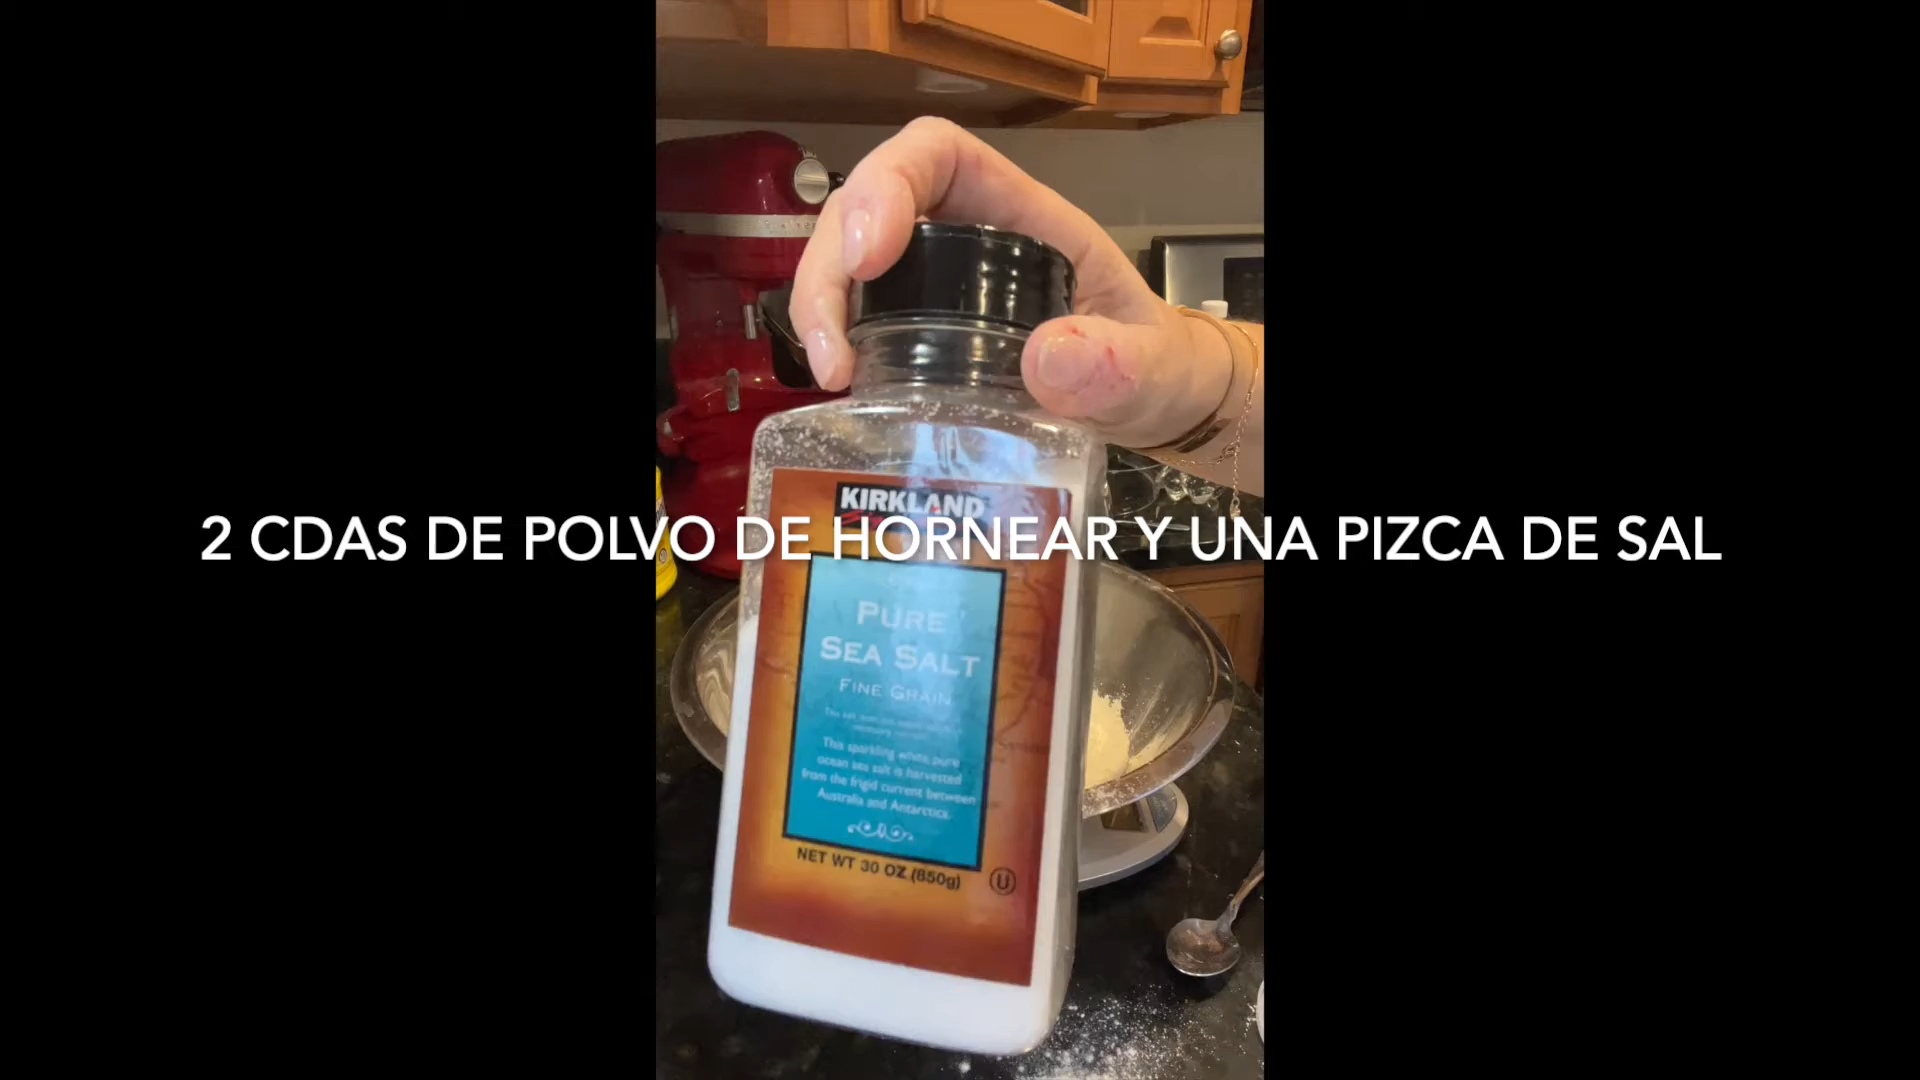 KIRKLAND
2 CDAS DE POLVO DE HORNEAR Y UNA PIZCA DE SAL
PURE
SEA SALT
FINE GRAIN
This sparkling white, pure
ocean sea salt is harvested
from the frigid current between
Australia and Antarctica.
NET WT 30 OZ (850g)
U